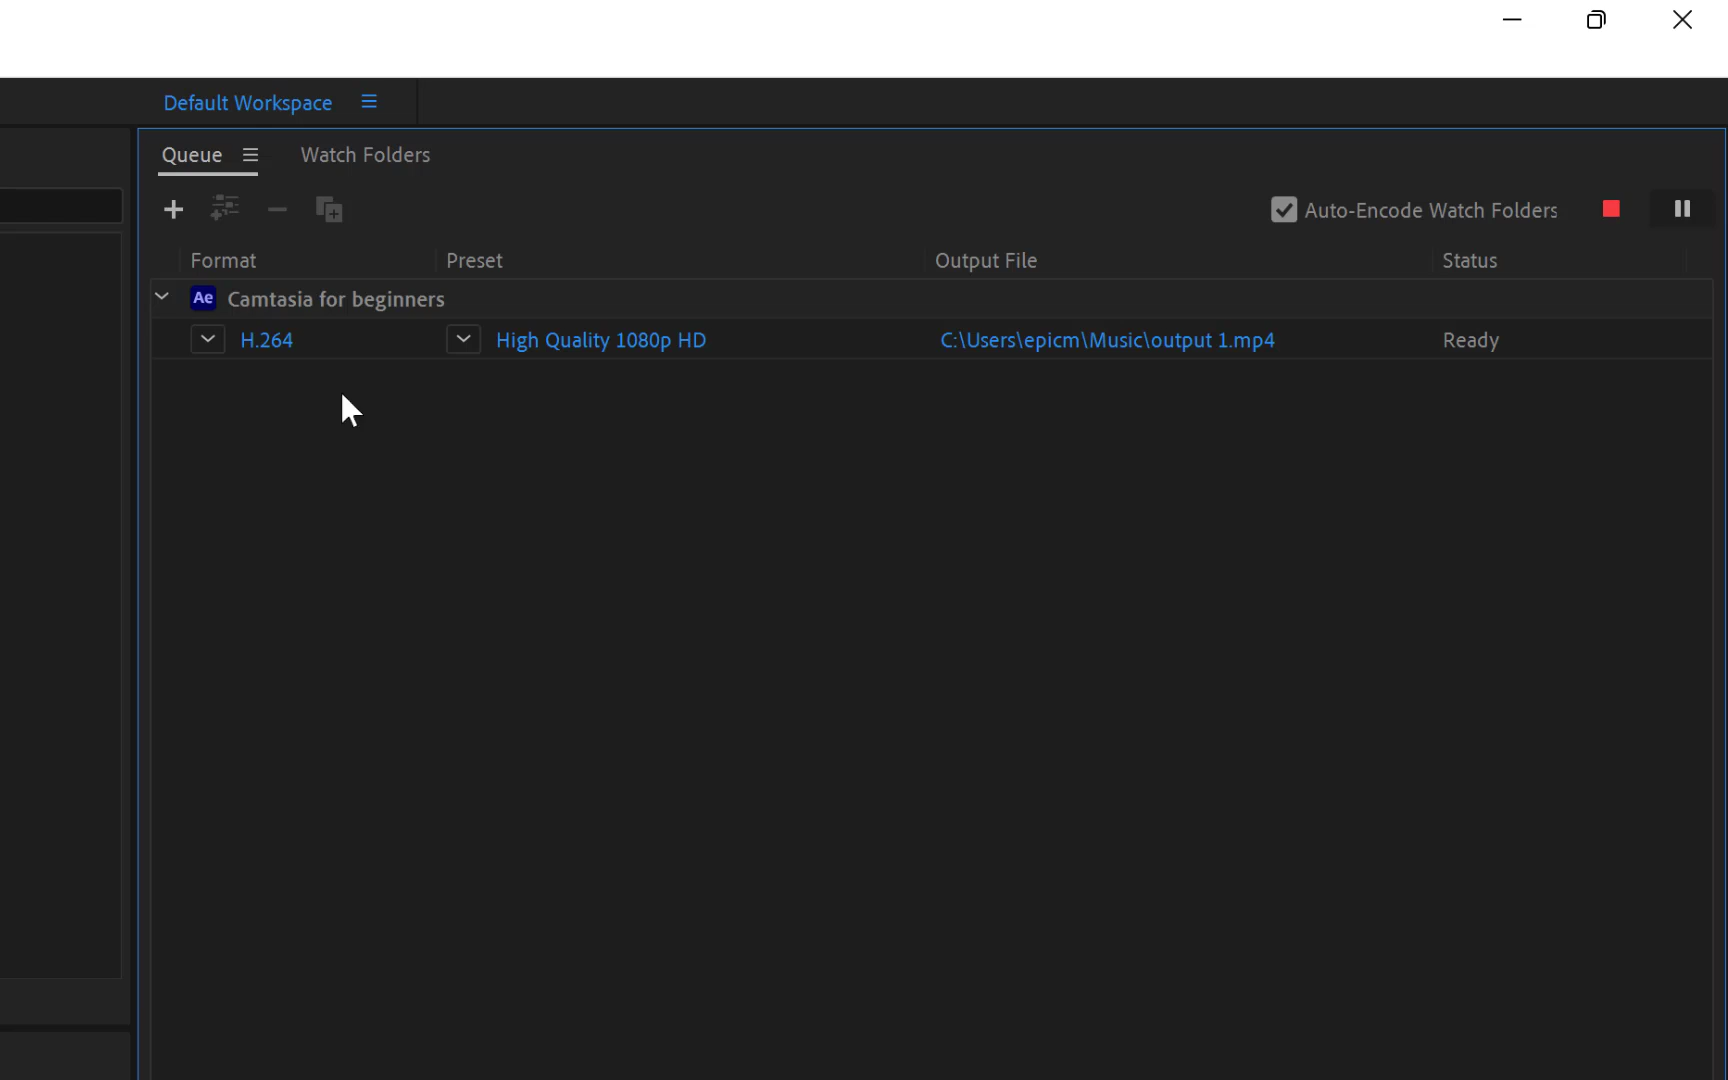 Default Workspace
Queue Watch Folders
Auto-Encode Watch Folders
Format Preset Output File Status
Ae Camtasia for beginners
H.264 High Quality 1080p HD C:\Users\epicm\Music\output 1.mp4 Ready